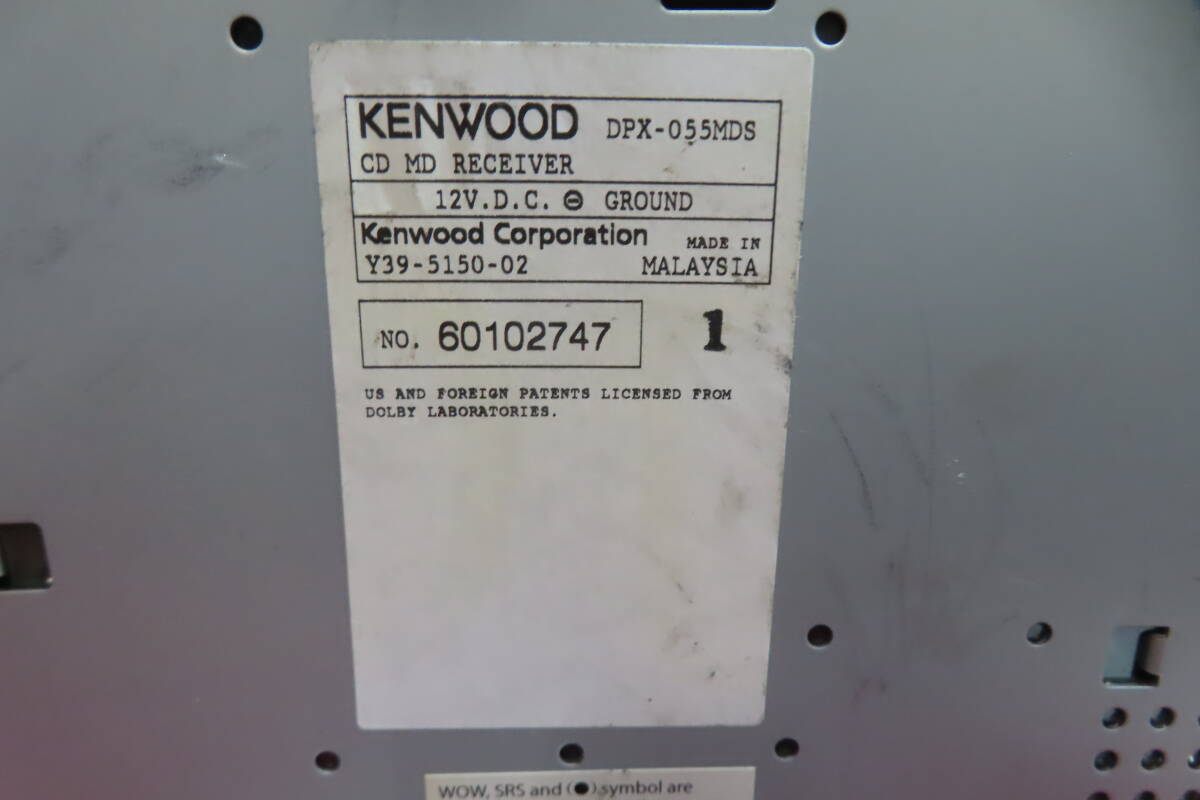 KENWOOD DPX-055MDS
CD MD RECEIVER
12V.D.C. ⊖ GROUND
Kenwood Corporation MADE IN
Y39-5150-02 MALAYSIA
NO. 60102747 1
US AND FOREIGN PATENTS LICENSED FROM
DOLBY LABORATORIES.
WOW, SRS and (●) symbol are